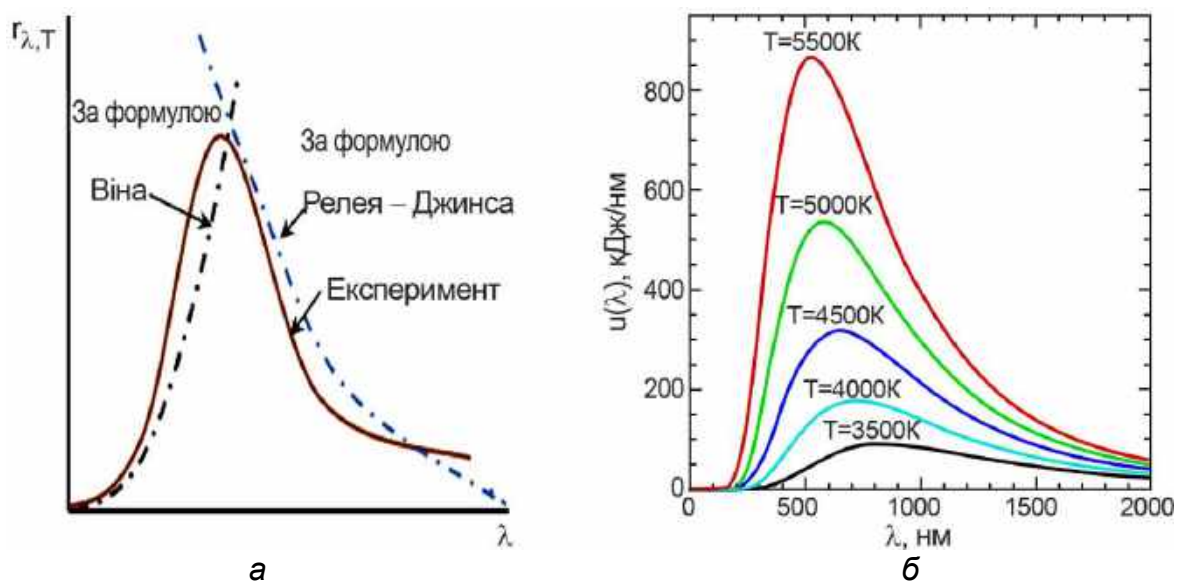 r λ,T
За формулою
Віна
За формулою
Релея – Джинса
Експеримент
λ
а
u(λ), кДж/нм
800
600
400
200
0
T=5500K
T=5000K
T=4500K
T=4000K
T=3500K
0 500 1000 1500 2000
λ, нм
б